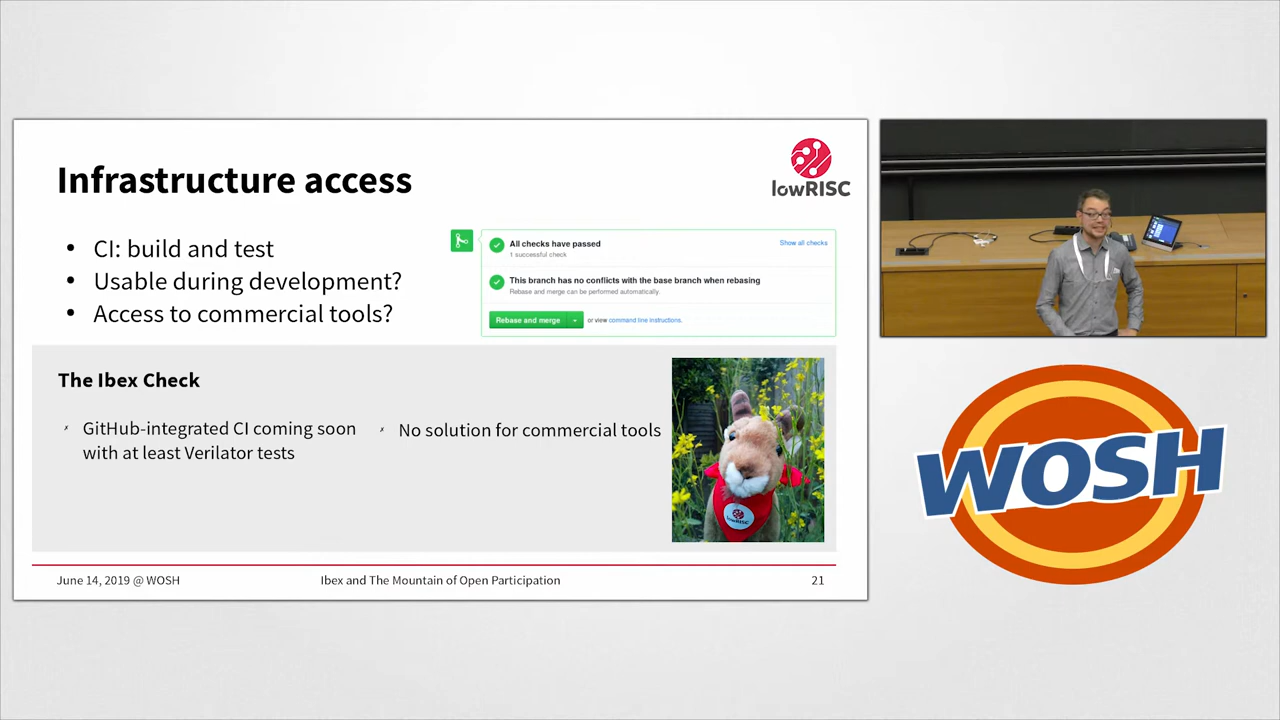 Infrastructure access
lowRISC
• CI: build and test
• Usable during development?
• Access to commercial tools?
All checks have passed
1 successful check
Show all checks
This branch has no conflicts with the base branch when rebasing
Rebase and merge can be performed automatically.
Rebase and merge
or view command line instructions.
The Ibex Check
✗ GitHub-integrated CI coming soon
with at least Verilator tests
✗ No solution for commercial tools
lowRISC
June 14, 2019 @ WOSH
Ibex and The Mountain of Open Participation
21
WOSH